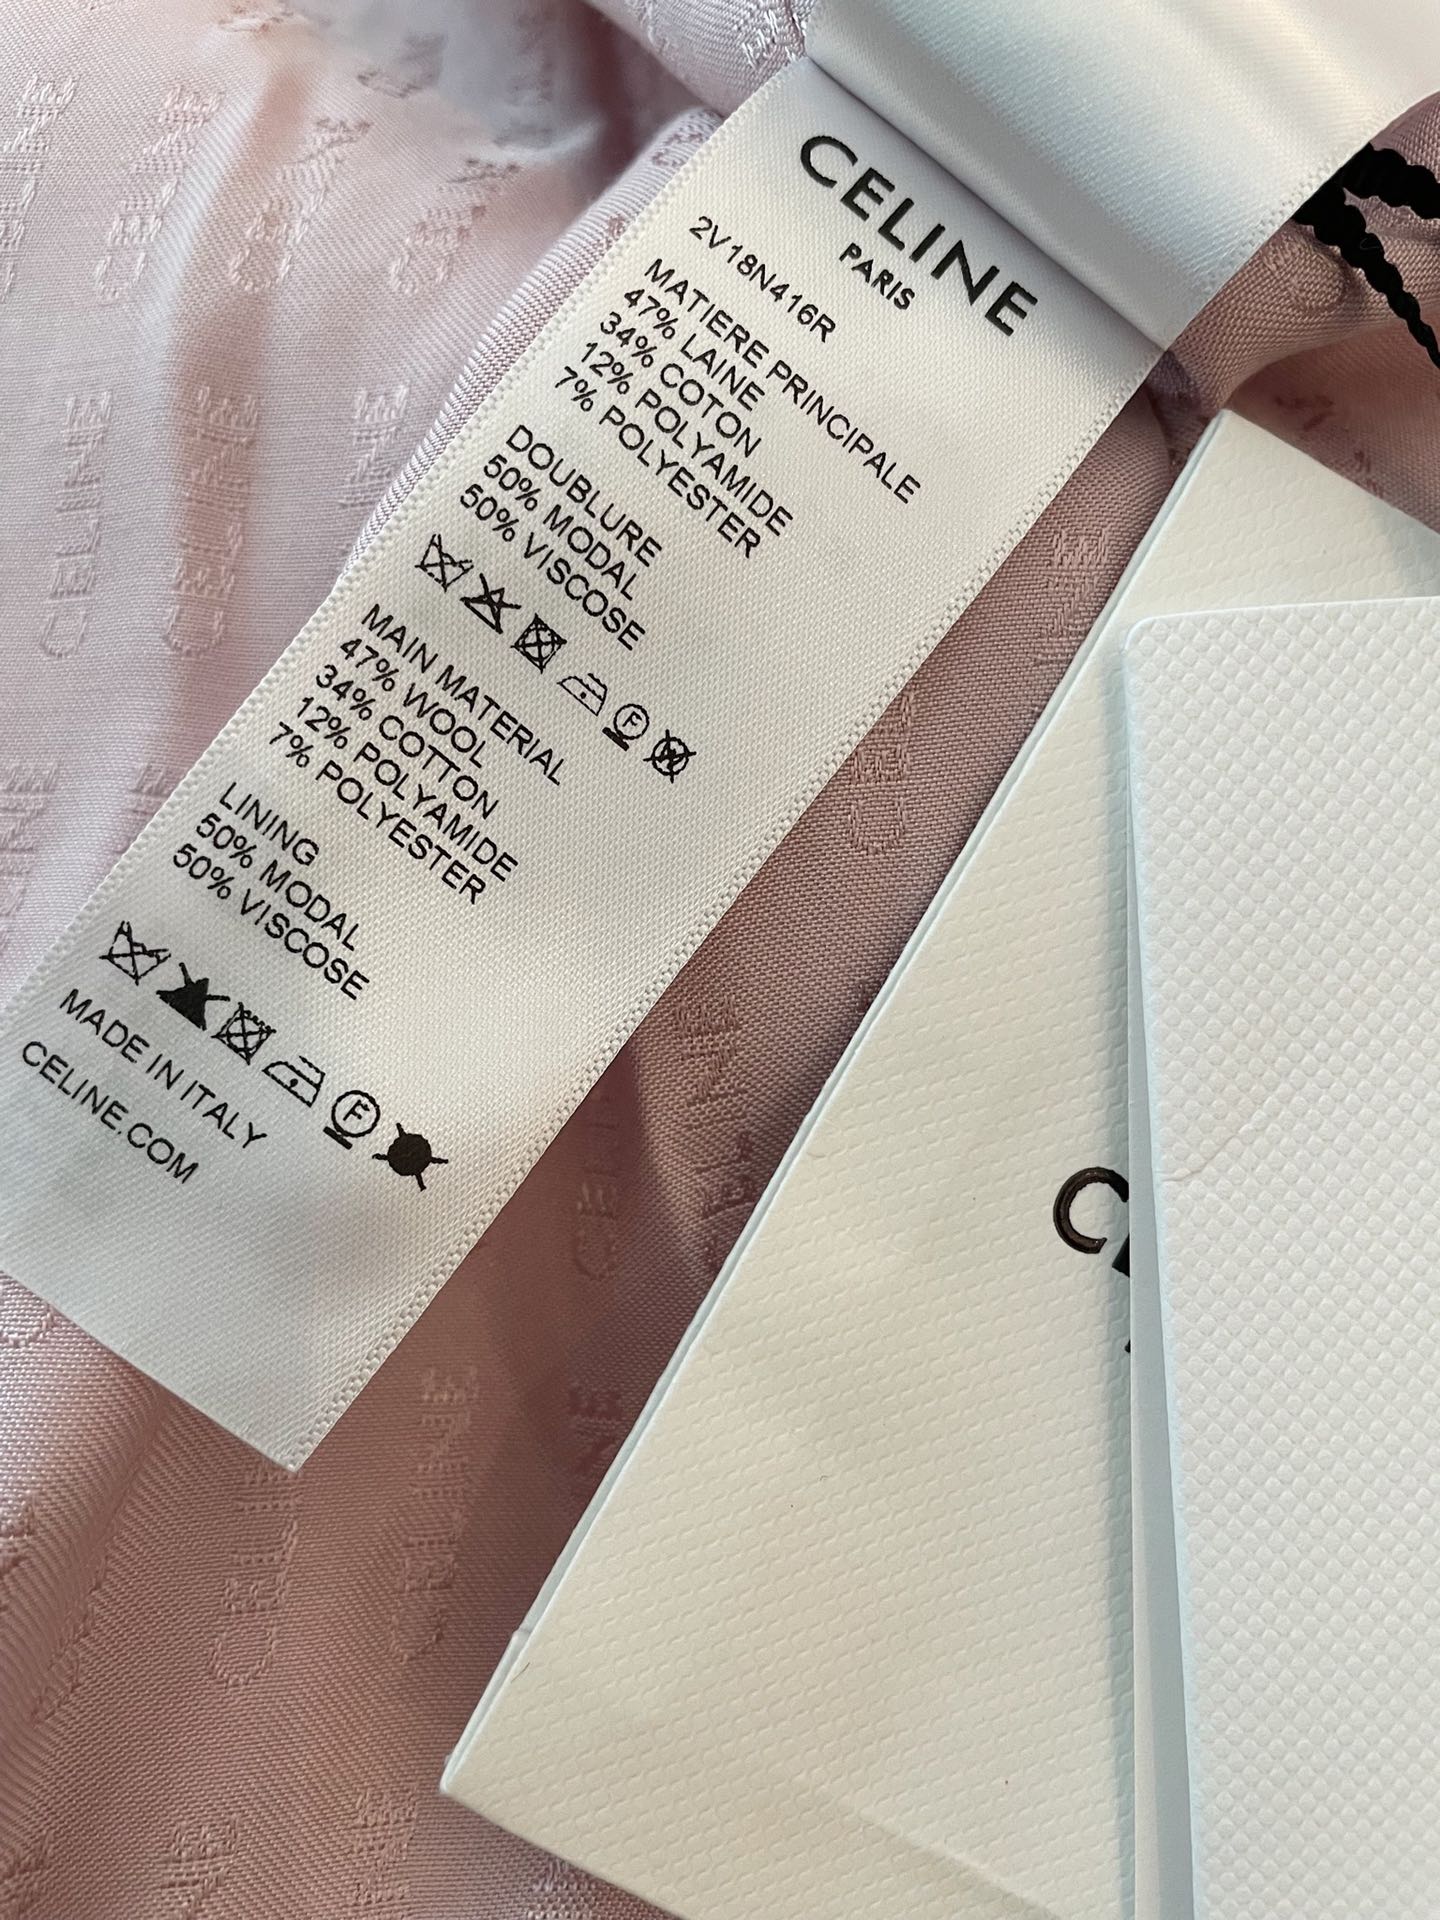 CELINE
PARIS
2V18N416R
MATIERE PRINCIPALE
47% LAINE
34% COTON
12% POLYAMIDE
7% POLYESTER
DOUBLURE
50% MODAL
50% VISCOSE
F
MAIN MATERIAL
47% WOOL
34% COTTON
12% POLYAMIDE
7% POLYESTER
LINING
50% MODAL
50% VISCOSE
F
MADE IN ITALY
CELINE.COM
CELINE